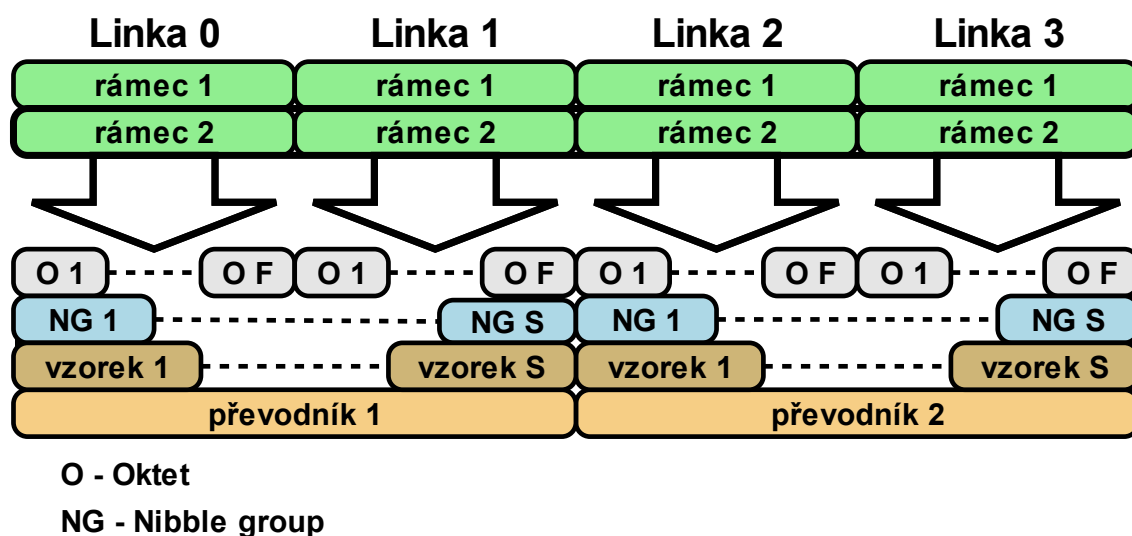 Linka 0 Linka 1 Linka 2 Linka 3
rámec 1 rámec 1 rámec 1 rámec 1
rámec 2 rámec 2 rámec 2 rámec 2
O 1 O F O 1 O F O 1 O F O 1 O F
NG 1 NG S NG 1 NG S
vzorek 1 vzorek S vzorek 1 vzorek S
převodník 1 převodník 2
O - Oktet
NG - Nibble group